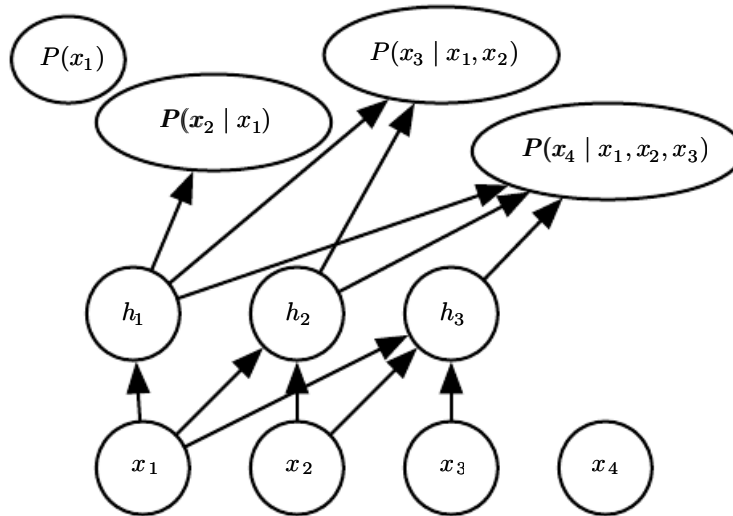 P(x₁)
P(x₃ | x₁, x₂)
P(x₂ | x₁)
P(x₄ | x₁, x₂, x₃)
h₁
h₂
h₃
x₁
x₂
x₃
x₄